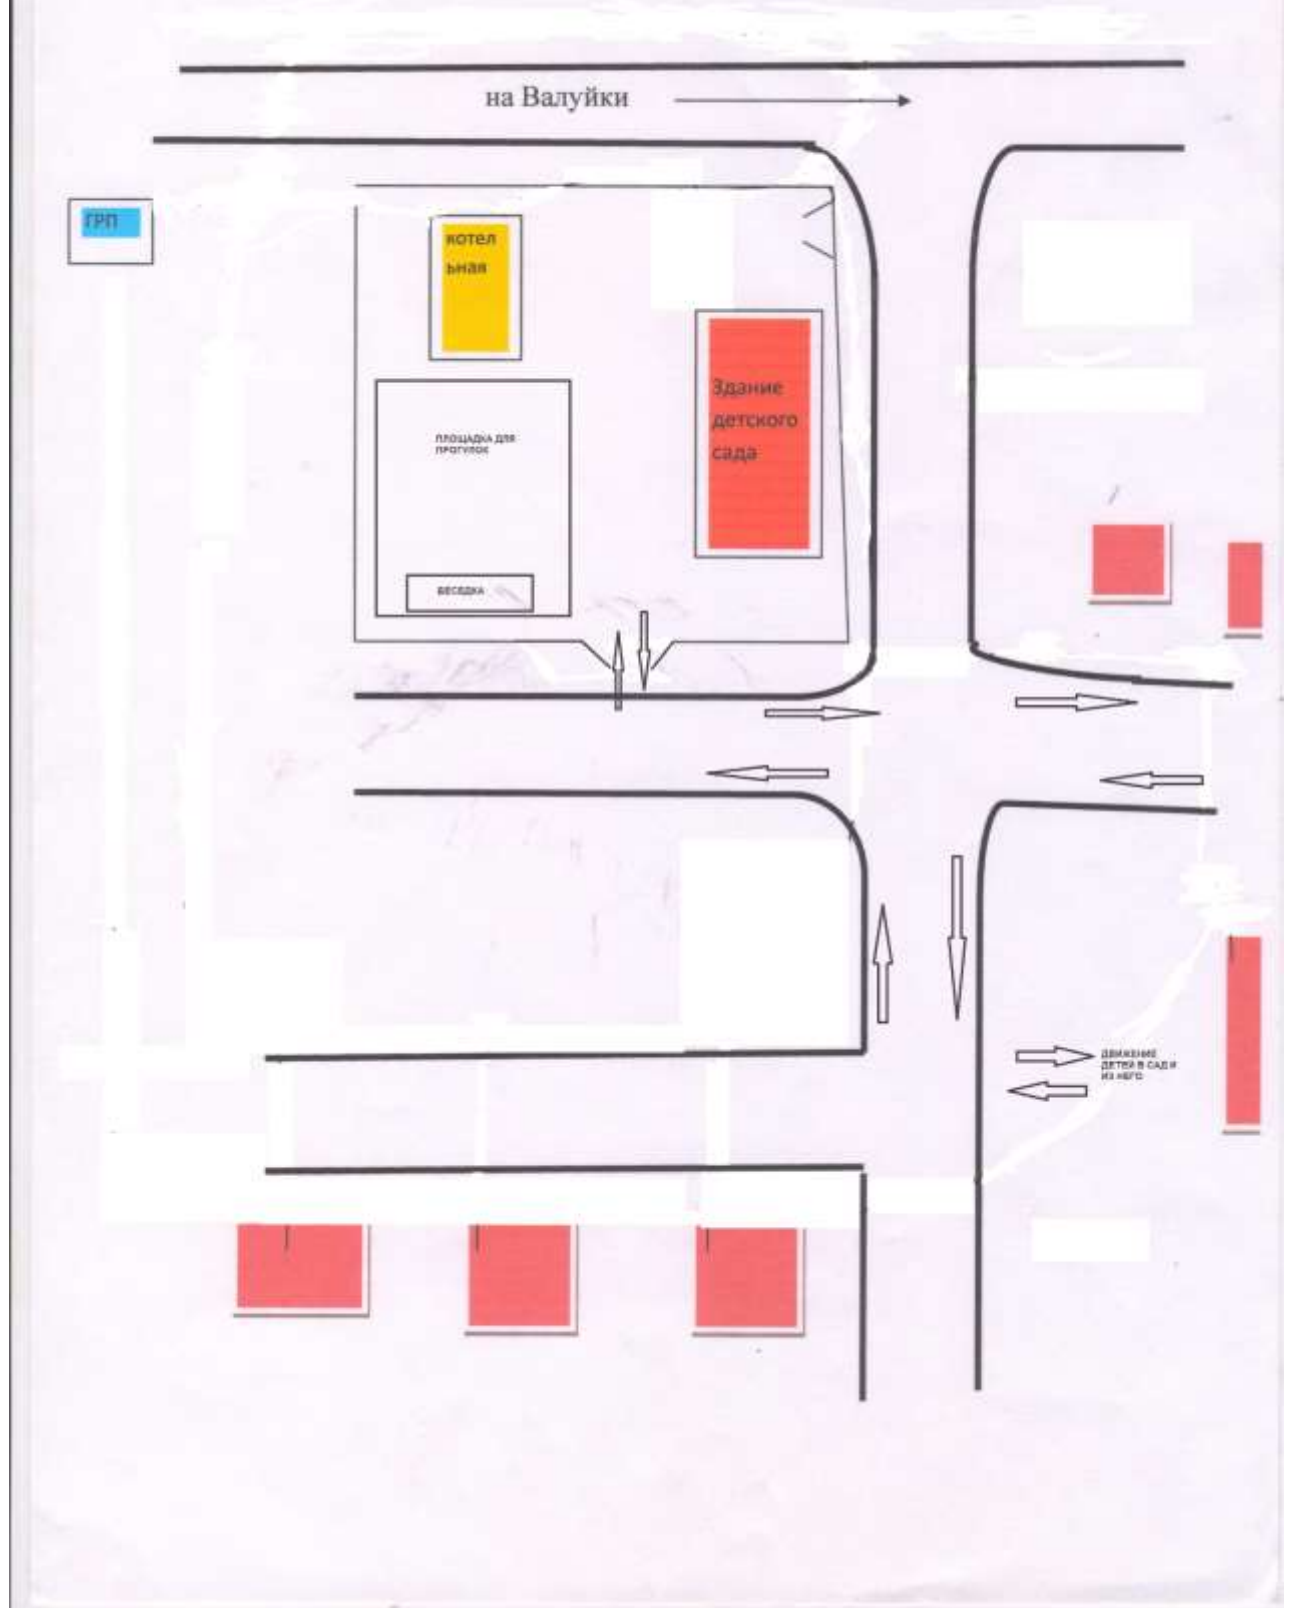 на Валуйки
ГРП
котел
ьная
Здание
детского
сада
ПЛОЩАДКА ДЛЯ
ПРОГУЛОК
БЕСЕДКА
ДВИЖЕНИЕ
ДЕТЕЙ В САД И
ИЗ НЕГО